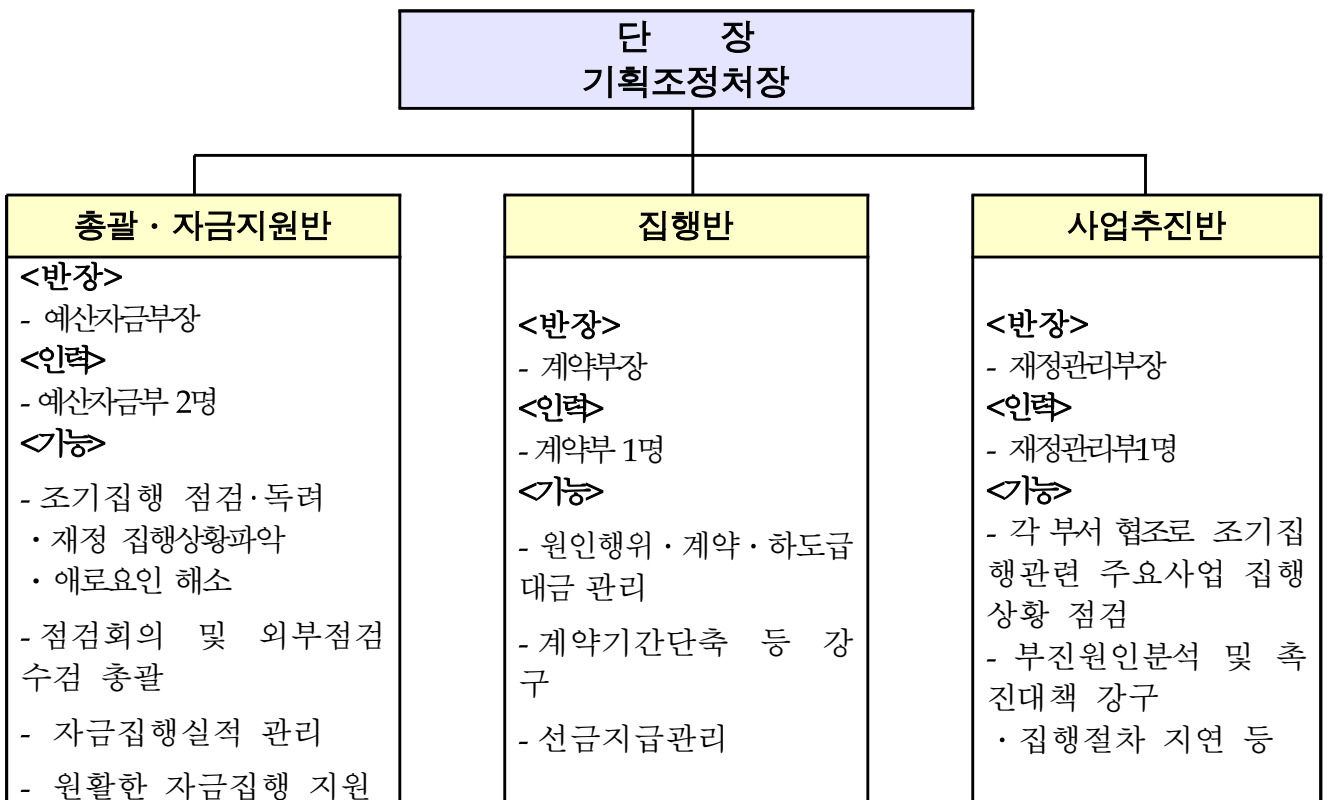 단 장
기획조정처장
총괄·자금지원반
<반장>
- 예산자금부장
<인력>
- 예산자금부 2명
<기능>
- 조기집행 점검·독려
·재정 집행상황파악
·애로요인 해소
- 점검회의 및 외부점검
수검 총괄
- 자금집행실적 관리
- 원활한 자금집행 지원
집행반
<반장>
- 계약부장
<인력>
- 계약부 1명
<기능>
- 원인행위·계약·하도급
대금 관리
- 계약기간단축 등 강
구
- 선금지급관리
사업추진반
<반장>
- 재정관리부장
<인력>
- 재정관리부1명
<기능>
- 각 부서 협조로 조기집
행관련 주요사업 집행
상황 점검
- 부진원인분석 및 촉
진대책 강구
·집행절차 지연 등